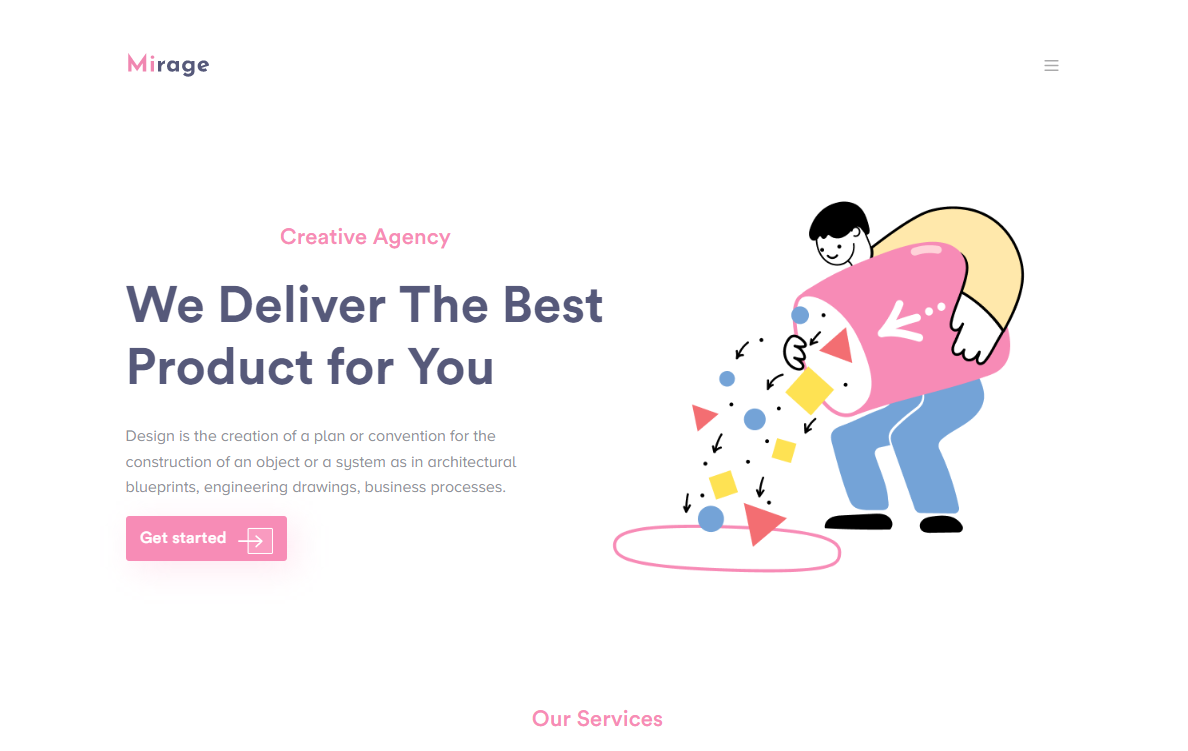 Mirage
Creative Agency
We Deliver The Best
Product for You
Design is the creation of a plan or convention for the
construction of an object or a system as in architectural
blueprints, engineering drawings, business processes.
Get started
Our Services